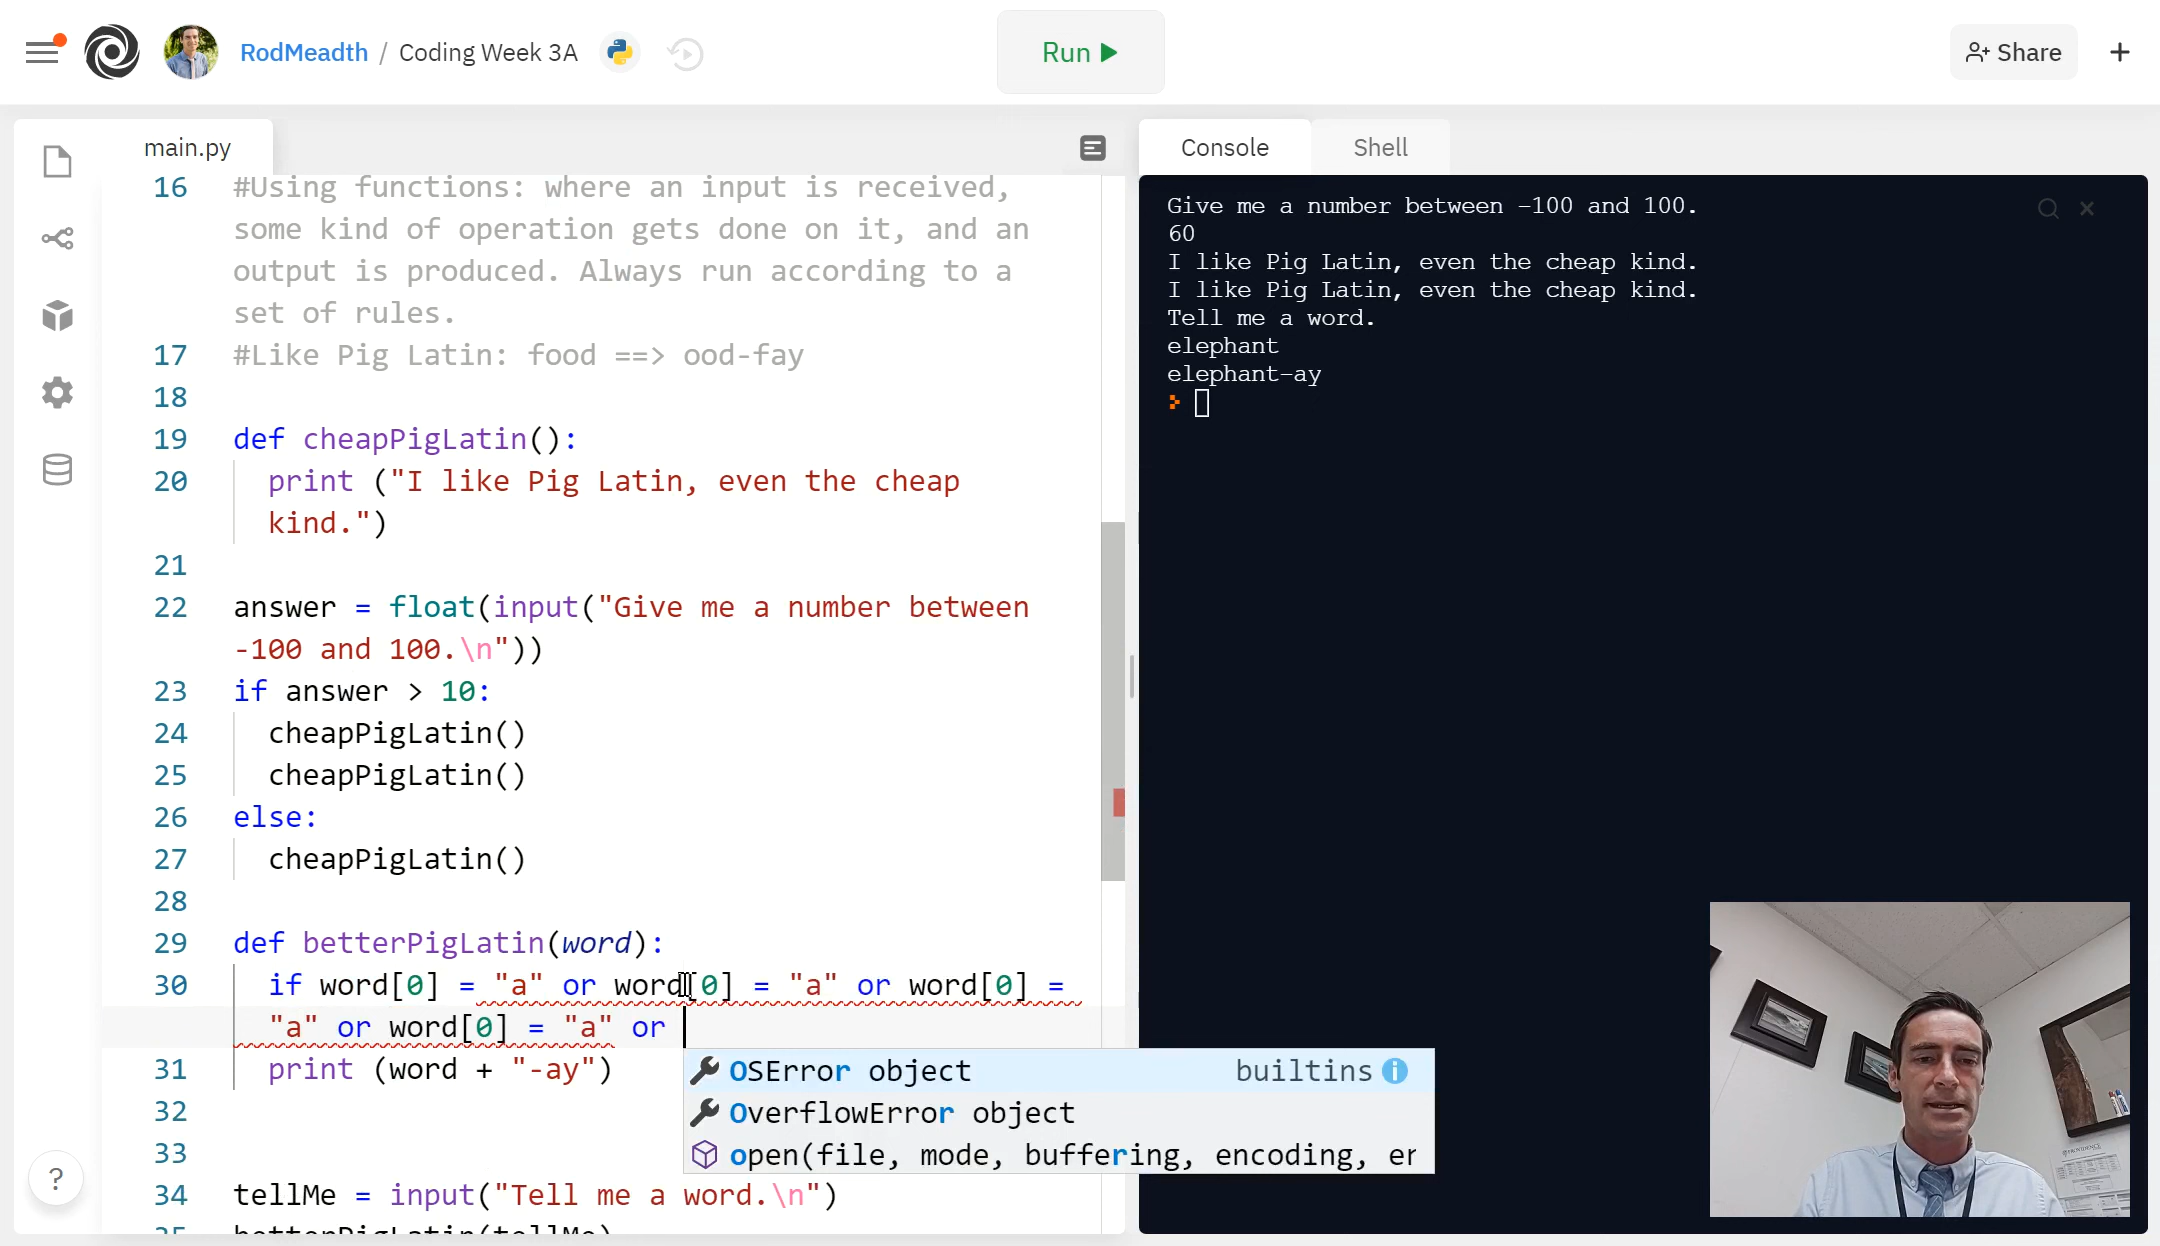 RodMeadth / Coding Week 3A
Run
Share
main.py
Console
Shell
16 #Using functions: where an input is received,
some kind of operation gets done on it, and an
output is produced. Always run according to a
set of rules.
17 #Like Pig Latin: food ==> ood-fay
18
19 def cheapPigLatin():
20 print ("I like Pig Latin, even the cheap
kind.")
21
22 answer = float(input("Give me a number between
-100 and 100.\n"))
23 if answer > 10:
24 cheapPigLatin()
25 cheapPigLatin()
26 else:
27 cheapPigLatin()
28
29 def betterPigLatin(word):
30 if word[0] = "a" or word[0] = "a" or word[0] =
"a" or word[0] = "a" or
31 print (word + "-ay")
32
33
34 tellMe = input("Tell me a word.\n")
35 betterPigLatin(tellMe)
OSError object builtins
OverflowError object
open(file, mode, buffering, encoding, er
?
Give me a number between -100 and 100.
60
I like Pig Latin, even the cheap kind.
I like Pig Latin, even the cheap kind.
Tell me a word.
elephant
elephant-ay